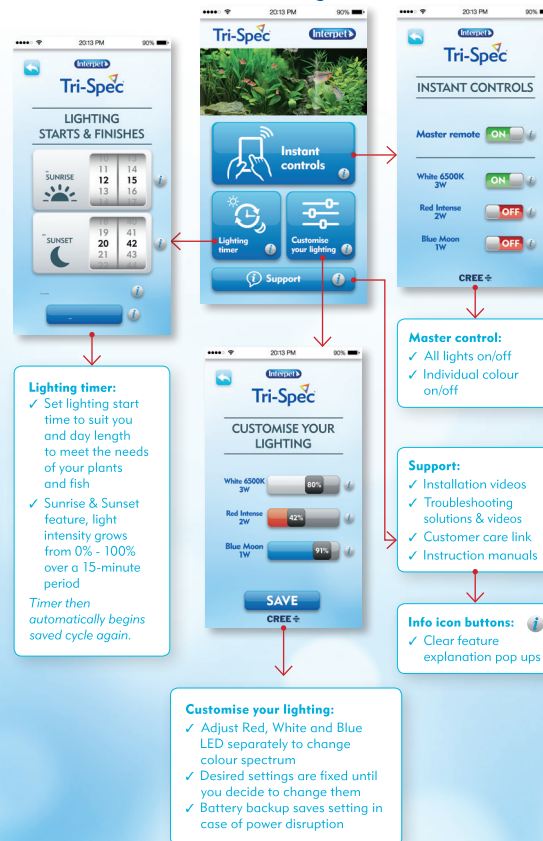 20:13 PM
90%
Interpet
Tri-Spec
LIGHTING
STARTS & FINISHES
SUNRISE
10 13
11 14
12 15
13 16
SUNSET
19 41
20 42
21 43
Lighting timer:
✓ Set lighting start
time to suit you
and day length
to meet the needs
of your plants
and fish
✓ Sunrise & Sunset
feature, light
intensity grows
from 0% - 100%
over a 15-minute
period
Timer then
automatically begins
saved cycle again.
20:13 PM
90%
Tri-Spec Interpet
Instant
controls
Lighting
timer
Customise
your lighting
Support
20:13 PM
90%
Interpet
Tri-Spec
CUSTOMISE YOUR
LIGHTING
White 6500K
3W
80%
Red Intense
2W
42%
Blue Moon
1W
91%
SAVE
CREE
Customise your lighting:
✓ Adjust Red, White and Blue
LED separately to change
colour spectrum
✓ Desired settings are fixed until
you decide to change them
✓ Battery backup saves setting in
case of power disruption
20:13 PM
90%
Interpet
Tri-Spec
INSTANT CONTROLS
Master remote ON
White 6500K
3W
ON
Red Intense
2W
OFF
Blue Moon
1W
OFF
CREE
Master control:
✓ All lights on/off
✓ Individual colour
on/off
Support:
✓ Installation videos
✓ Troubleshooting
solutions & videos
✓ Customer care link
✓ Instruction manuals
Info icon buttons: i
✓ Clear feature
explanation pop ups